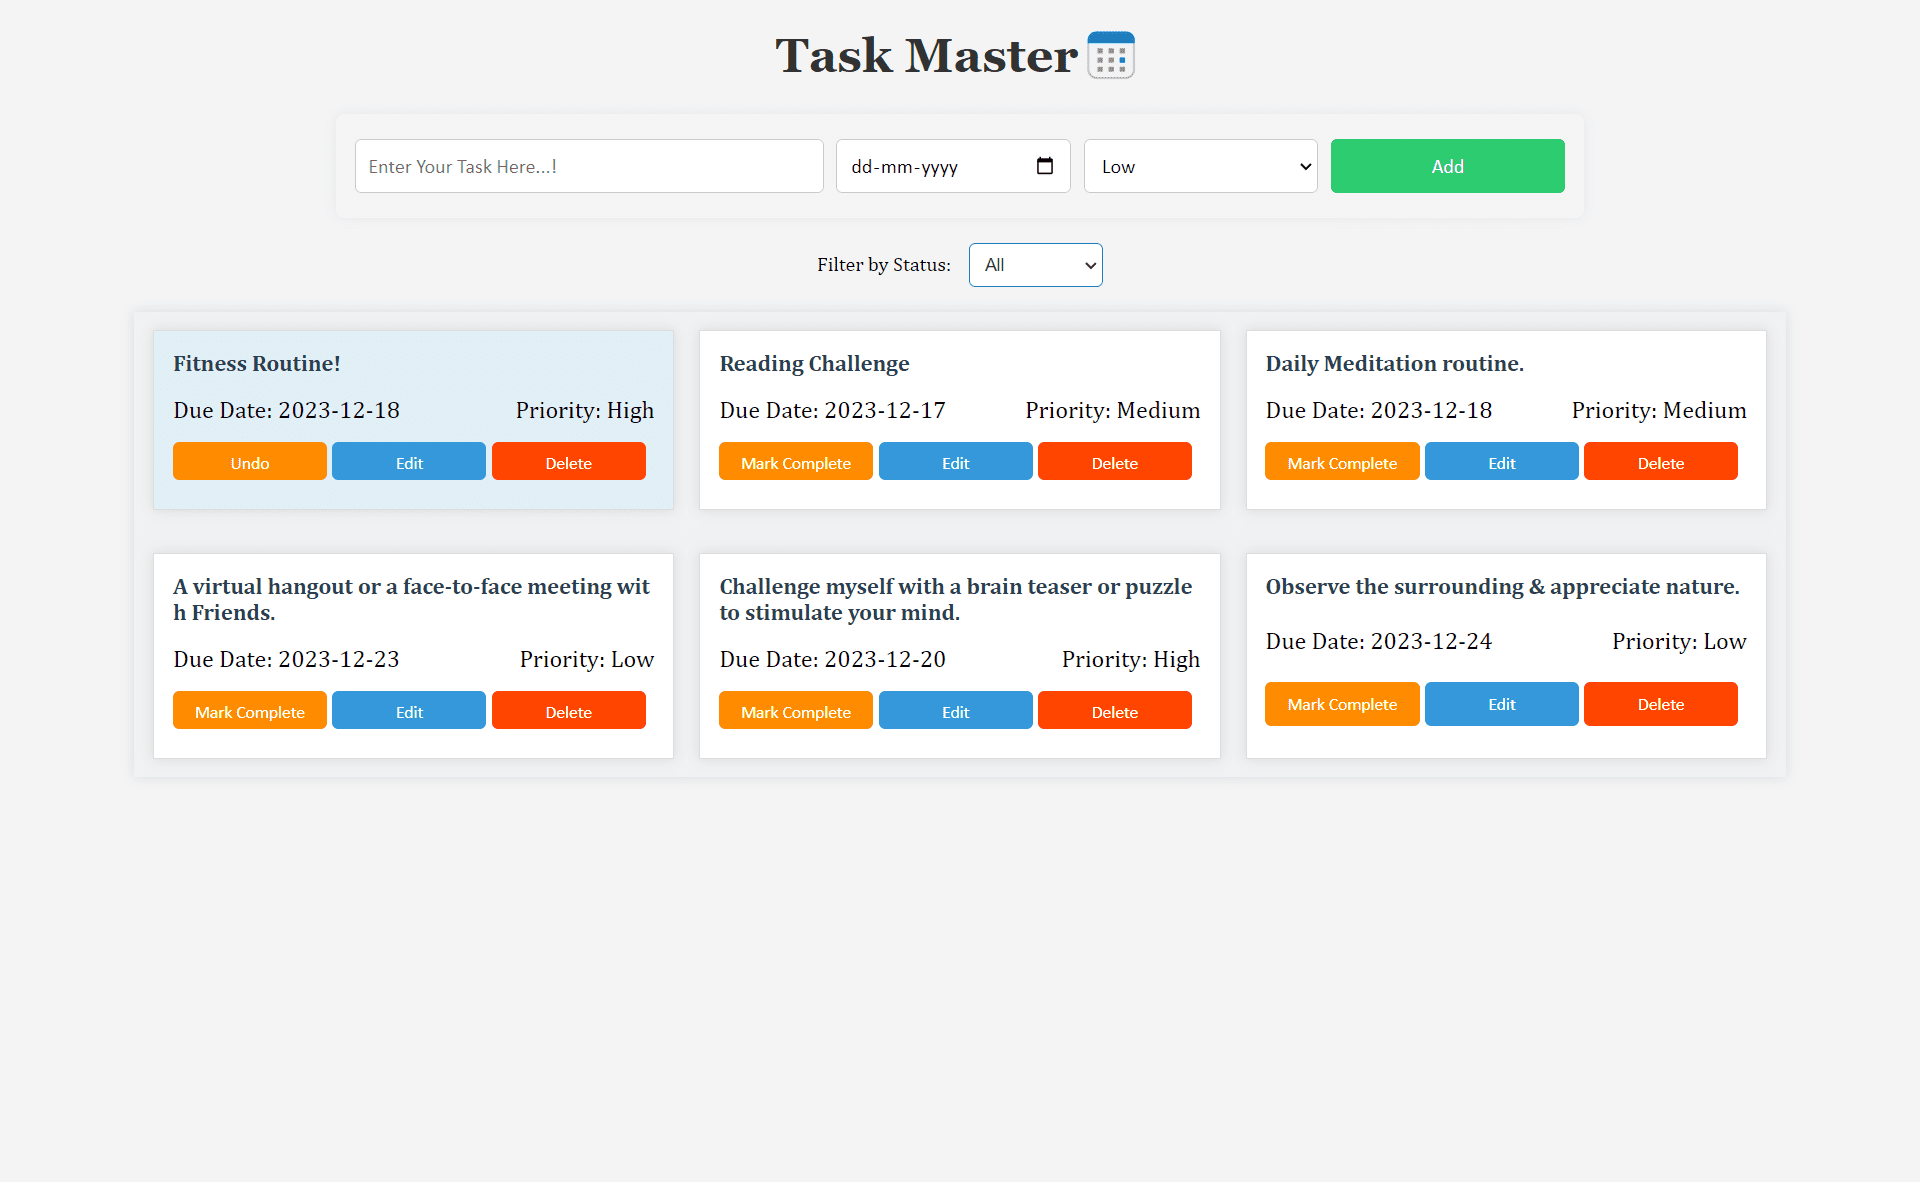 Task Master
Enter Your Task Here...!
dd-mm-yyyy
Low
Add
Filter by Status:
All
Fitness Routine!
Due Date: 2023-12-18
Priority: High
Undo
Edit
Delete
Reading Challenge
Due Date: 2023-12-17
Priority: Medium
Mark Complete
Edit
Delete
Daily Meditation routine.
Due Date: 2023-12-18
Priority: Medium
Mark Complete
Edit
Delete
A virtual hangout or a face-to-face meeting wit
h Friends.
Due Date: 2023-12-23
Priority: Low
Mark Complete
Edit
Delete
Challenge myself with a brain teaser or puzzle
to stimulate your mind.
Due Date: 2023-12-20
Priority: High
Mark Complete
Edit
Delete
Observe the surrounding & appreciate nature.
Due Date: 2023-12-24
Priority: Low
Mark Complete
Edit
Delete